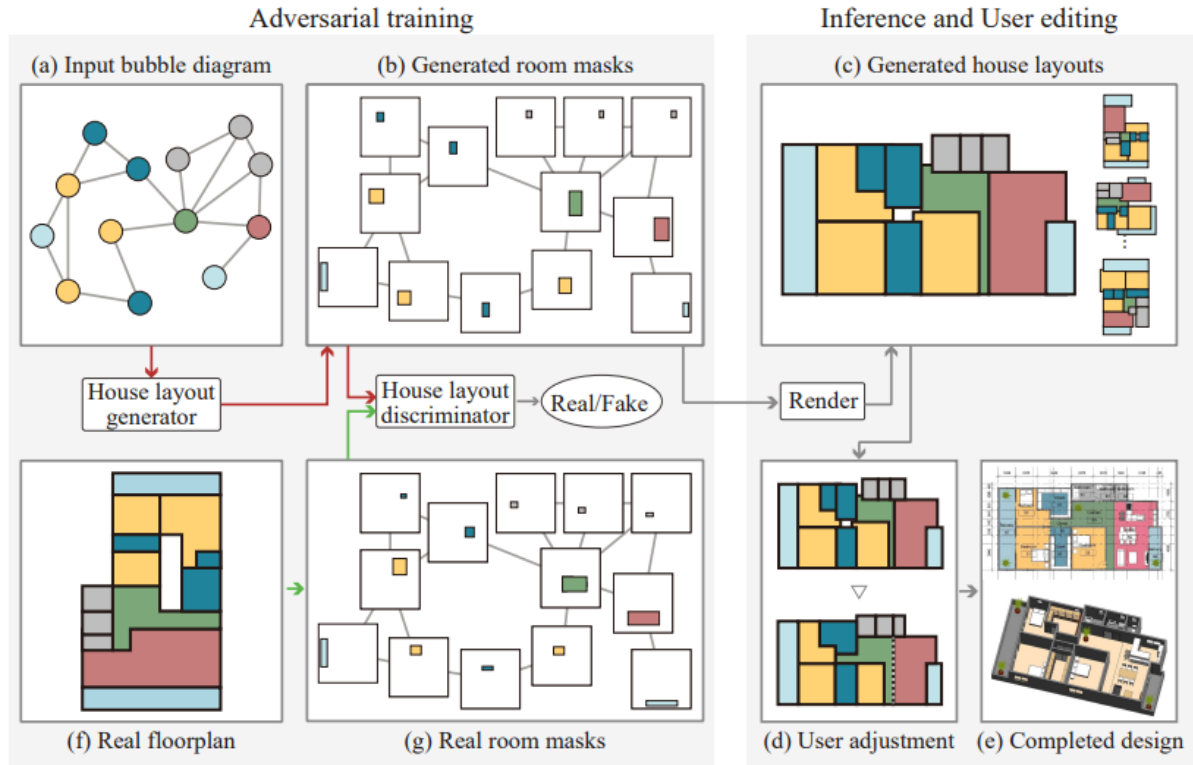 Adversarial training
Inference and User editing
(a) Input bubble diagram
(b) Generated room masks
(c) Generated house layouts
House layout
generator
House layout
discriminator
Real/Fake
Render
(f) Real floorplan
(g) Real room masks
(d) User adjustment
(e) Completed design